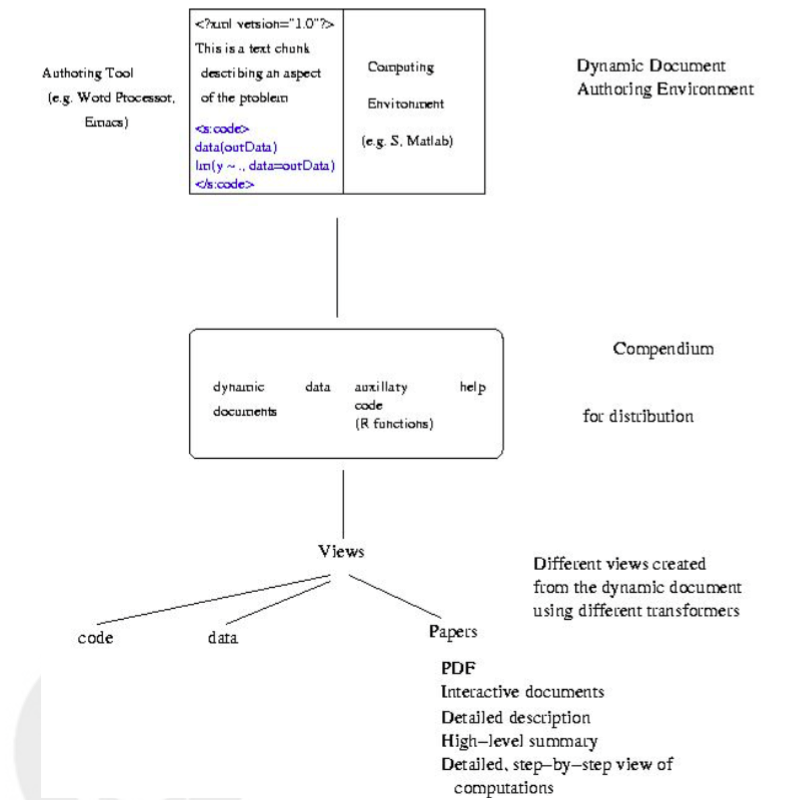 Authoring Tool
(e.g. Word Processor,
Emacs)
<?xml version="1.0"?>
This is a text chunk
describing an aspect
of the problem
<s:code>
data(ourData)
lm(y ~ ., data=ourData)
</s:code>
Computing
Environment
(e.g. S, Matlab)
Dynamic Document
Authoring Environment
dynamic
documents
data
auxillary
code
(R functions)
help
Compendium
for distribution
Views
Different views created
from the dynamic document
using different transformers
code
data
Papers
PDF
Interactive documents
Detailed description
High-level summary
Detailed, step-by-step view of
computations